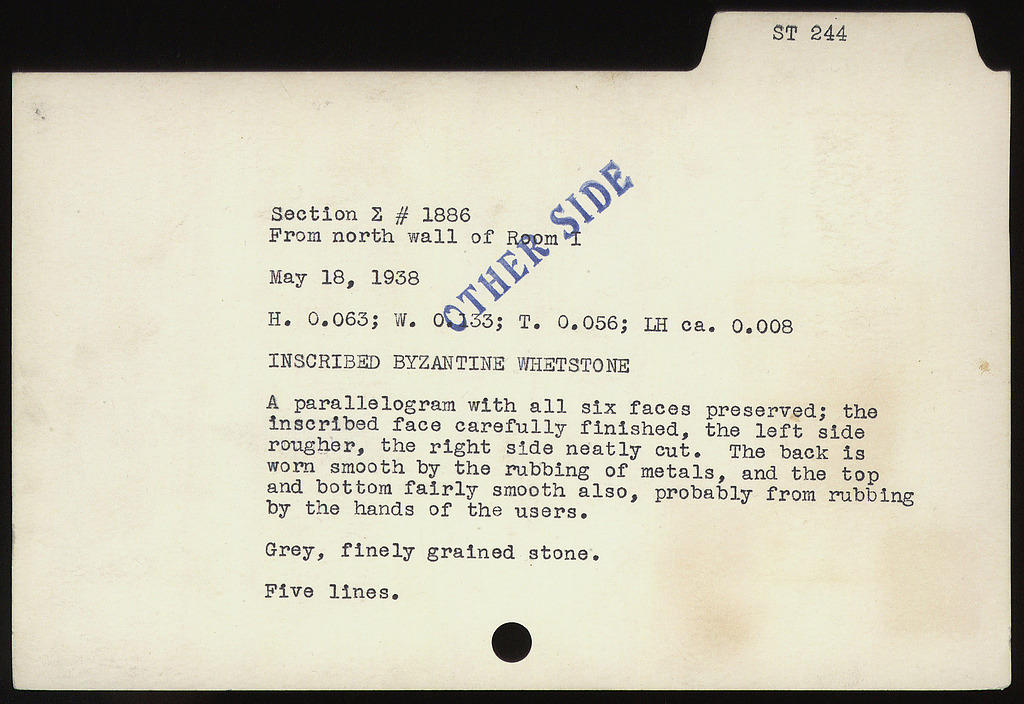 ST 244
Section Σ # 1886
From north wall of Room I
OTHER SIDE
May 18, 1938
H. 0.063; W. 0.133; T. 0.056; LH ca. 0.008
INSCRIBED BYZANTINE WHETSTONE
A parallelogram with all six faces preserved; the
inscribed face carefully finished, the left side
rougher, the right side neatly cut. The back is
worn smooth by the rubbing of metals, and the top
and bottom fairly smooth also, probably from rubbing
by the hands of the users.
Grey, finely grained stone.
Five lines.